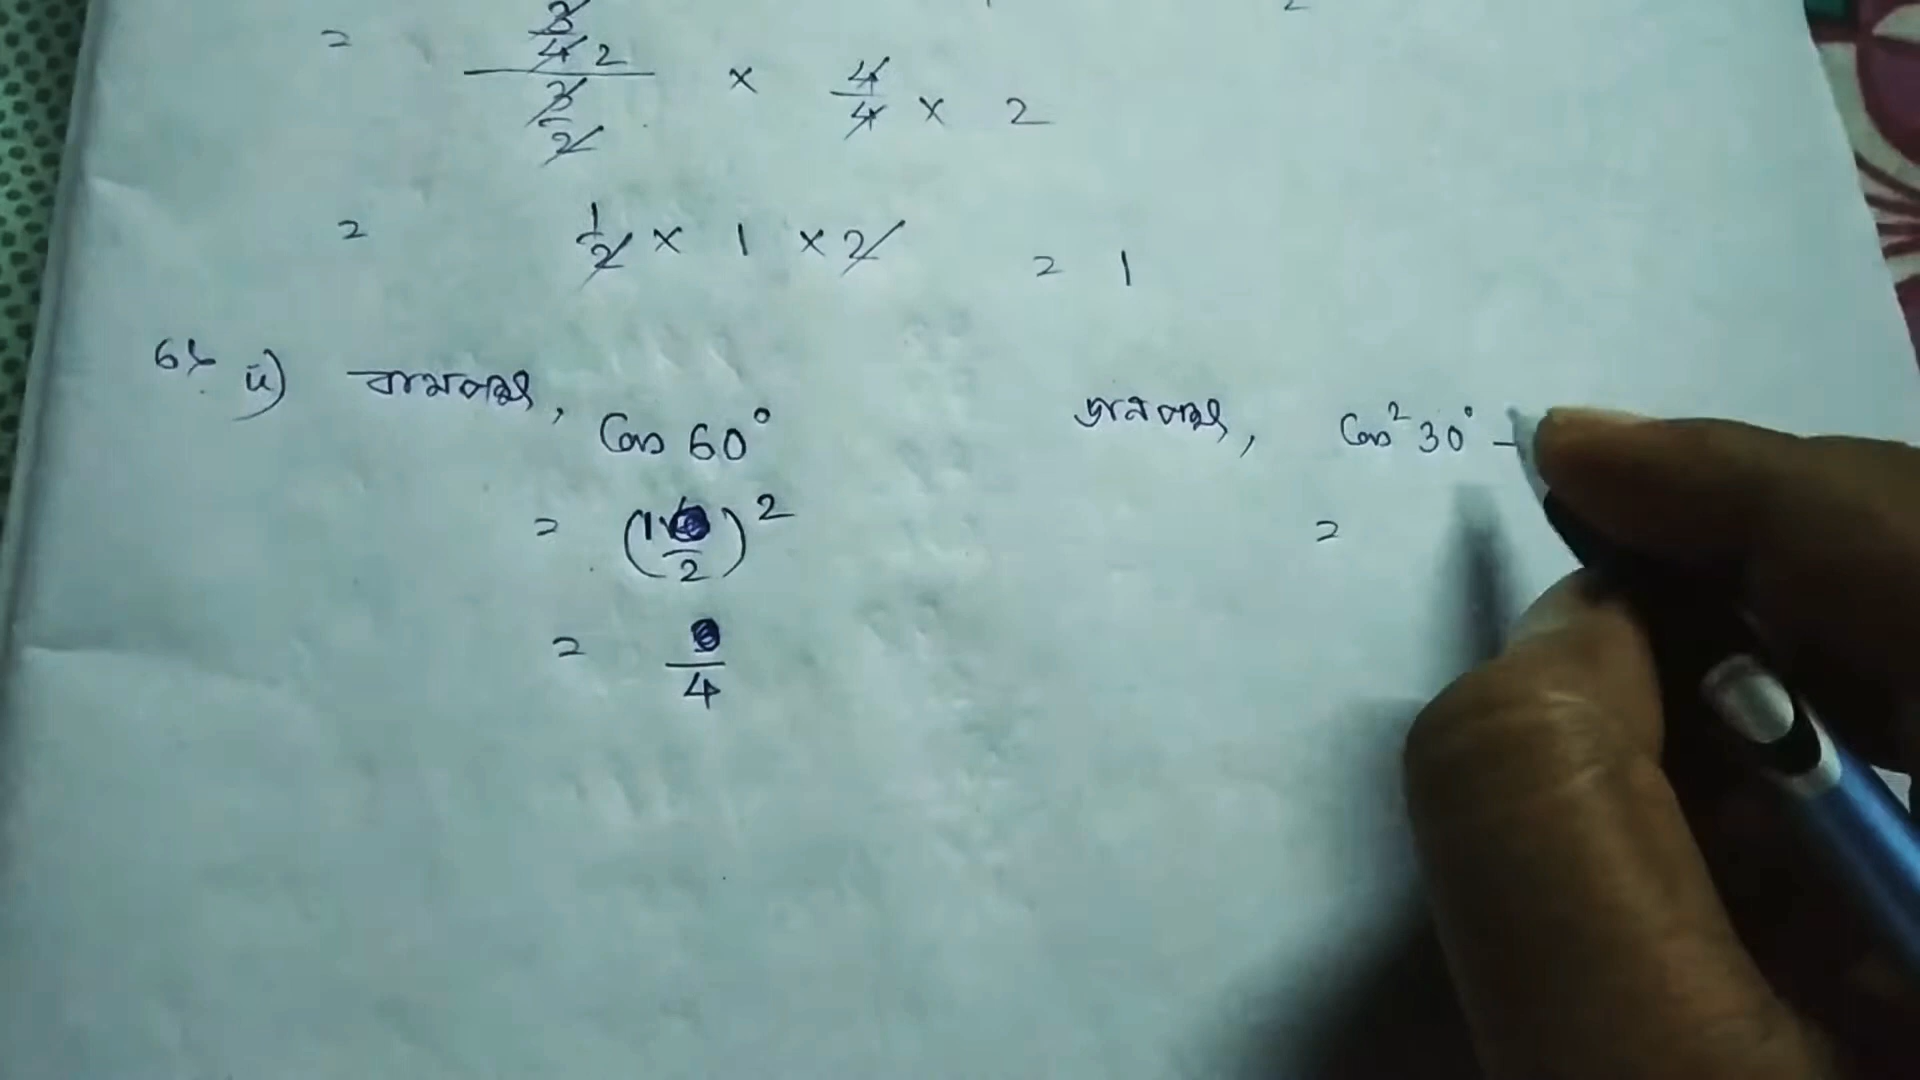 = 3/4 2 / 3/2 × 4/4 × 2
= 1/2 × 1 × 2 = 1
6> ii) বামপক্ষ, Cos 60° ডানপক্ষ, Cos² 30° –
= (1/2)² =
= /4